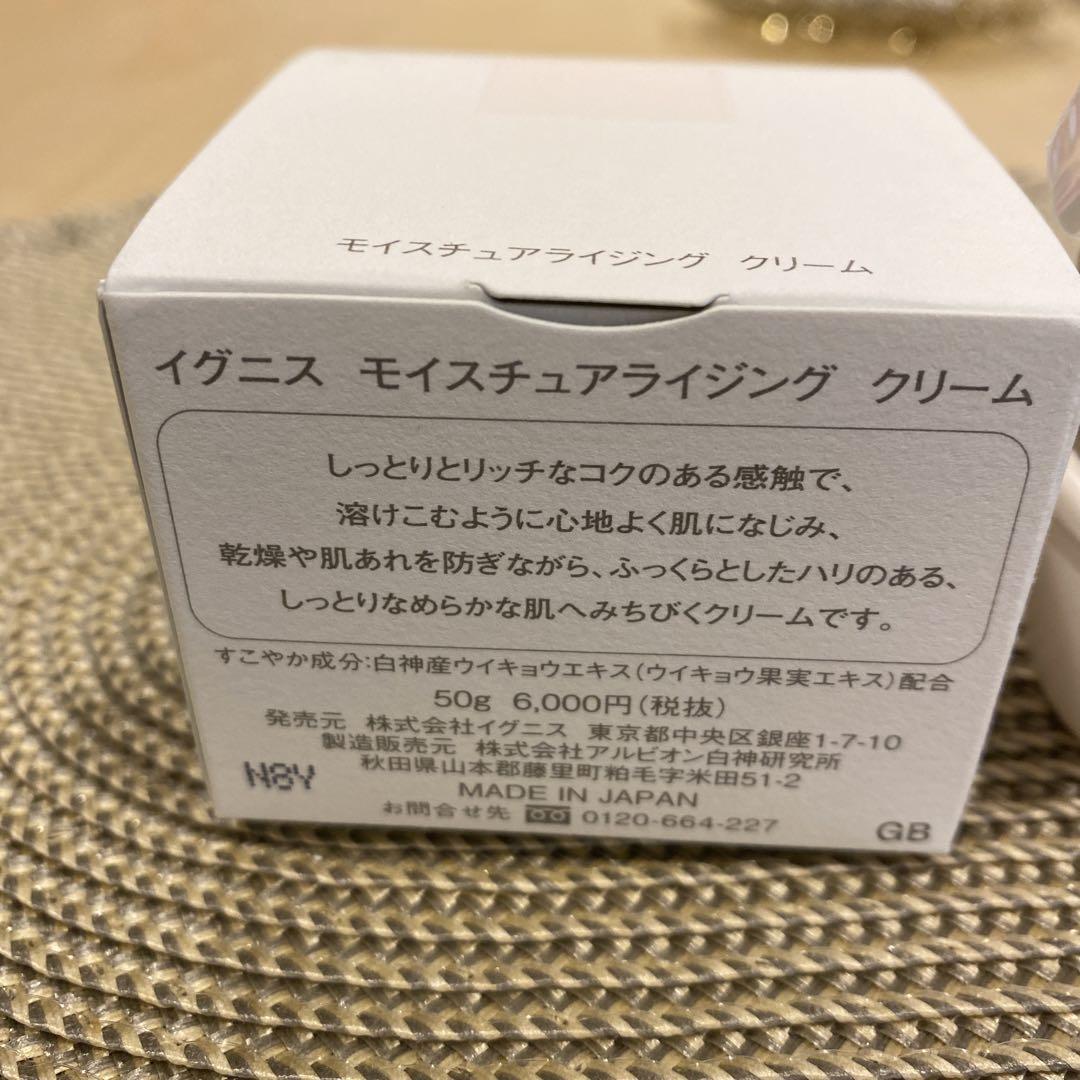 モイスチュアライジング クリーム
イグニス モイスチュアライジング クリーム
しっとりとリッチなコクのある感触で、
溶けこむように心地よく肌になじみ、
乾燥や肌あれを防ぎながら、ふっくらとしたハリのある、
しっとりなめらかな肌へみちびくクリームです。
すこやか成分:白神産ウイキョウエキス(ウイキョウ果実エキス)配合
50g 6,000円(税抜)
発売元 株式会社イグニス 東京都中央区銀座1-7-10
製造販売元 株式会社アルビオン白神研究所
秋田県山本郡藤里町粕毛字米田51-2
N8Y
MADE IN JAPAN
お問合せ先 0120-664-227
GB